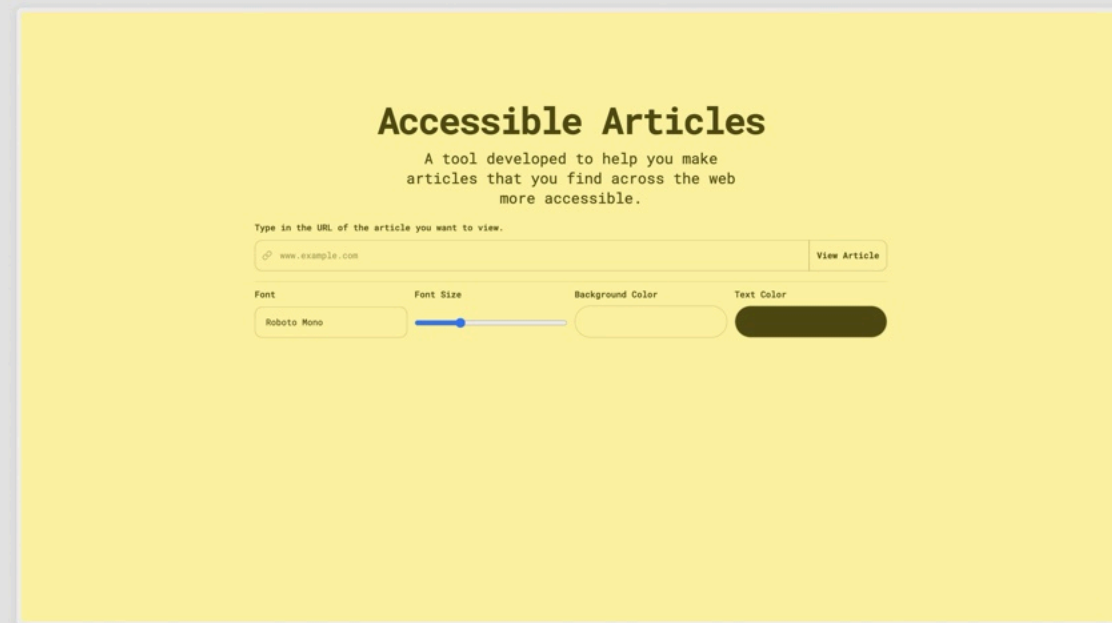 Accessible Articles
A tool developed to help you make
articles that you find across the web
more accessible.
Type in the URL of the article you want to view.
www.example.com
View Article
Font
Font Size
Background Color
Text Color
Roboto Mono